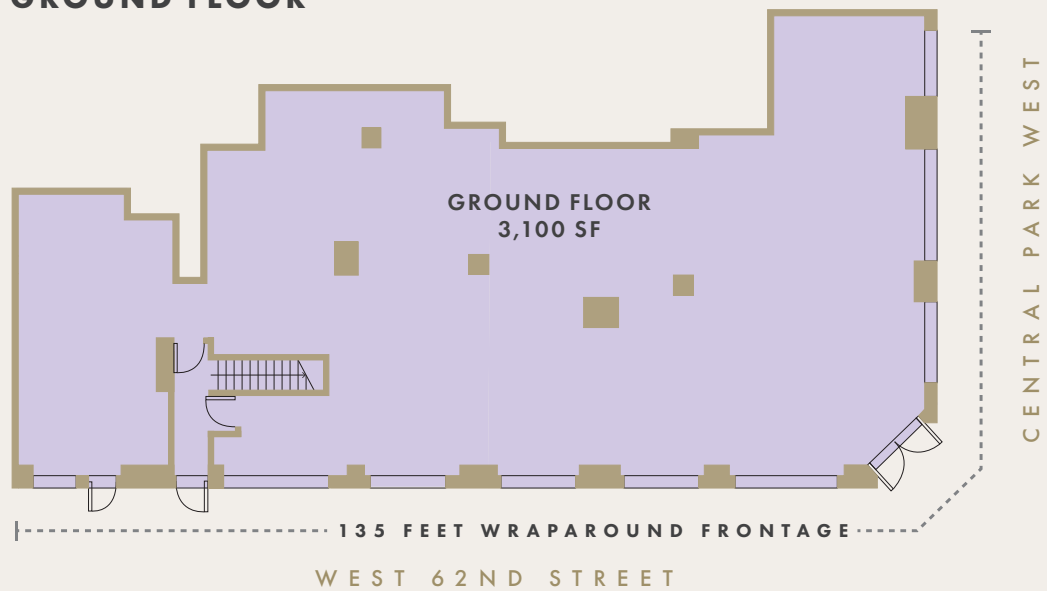 GROUND FLOOR
CENTRAL PARK WEST
GROUND FLOOR
3,100 SF
135 FEET WRAPAROUND FRONTAGE
WEST 62ND STREET